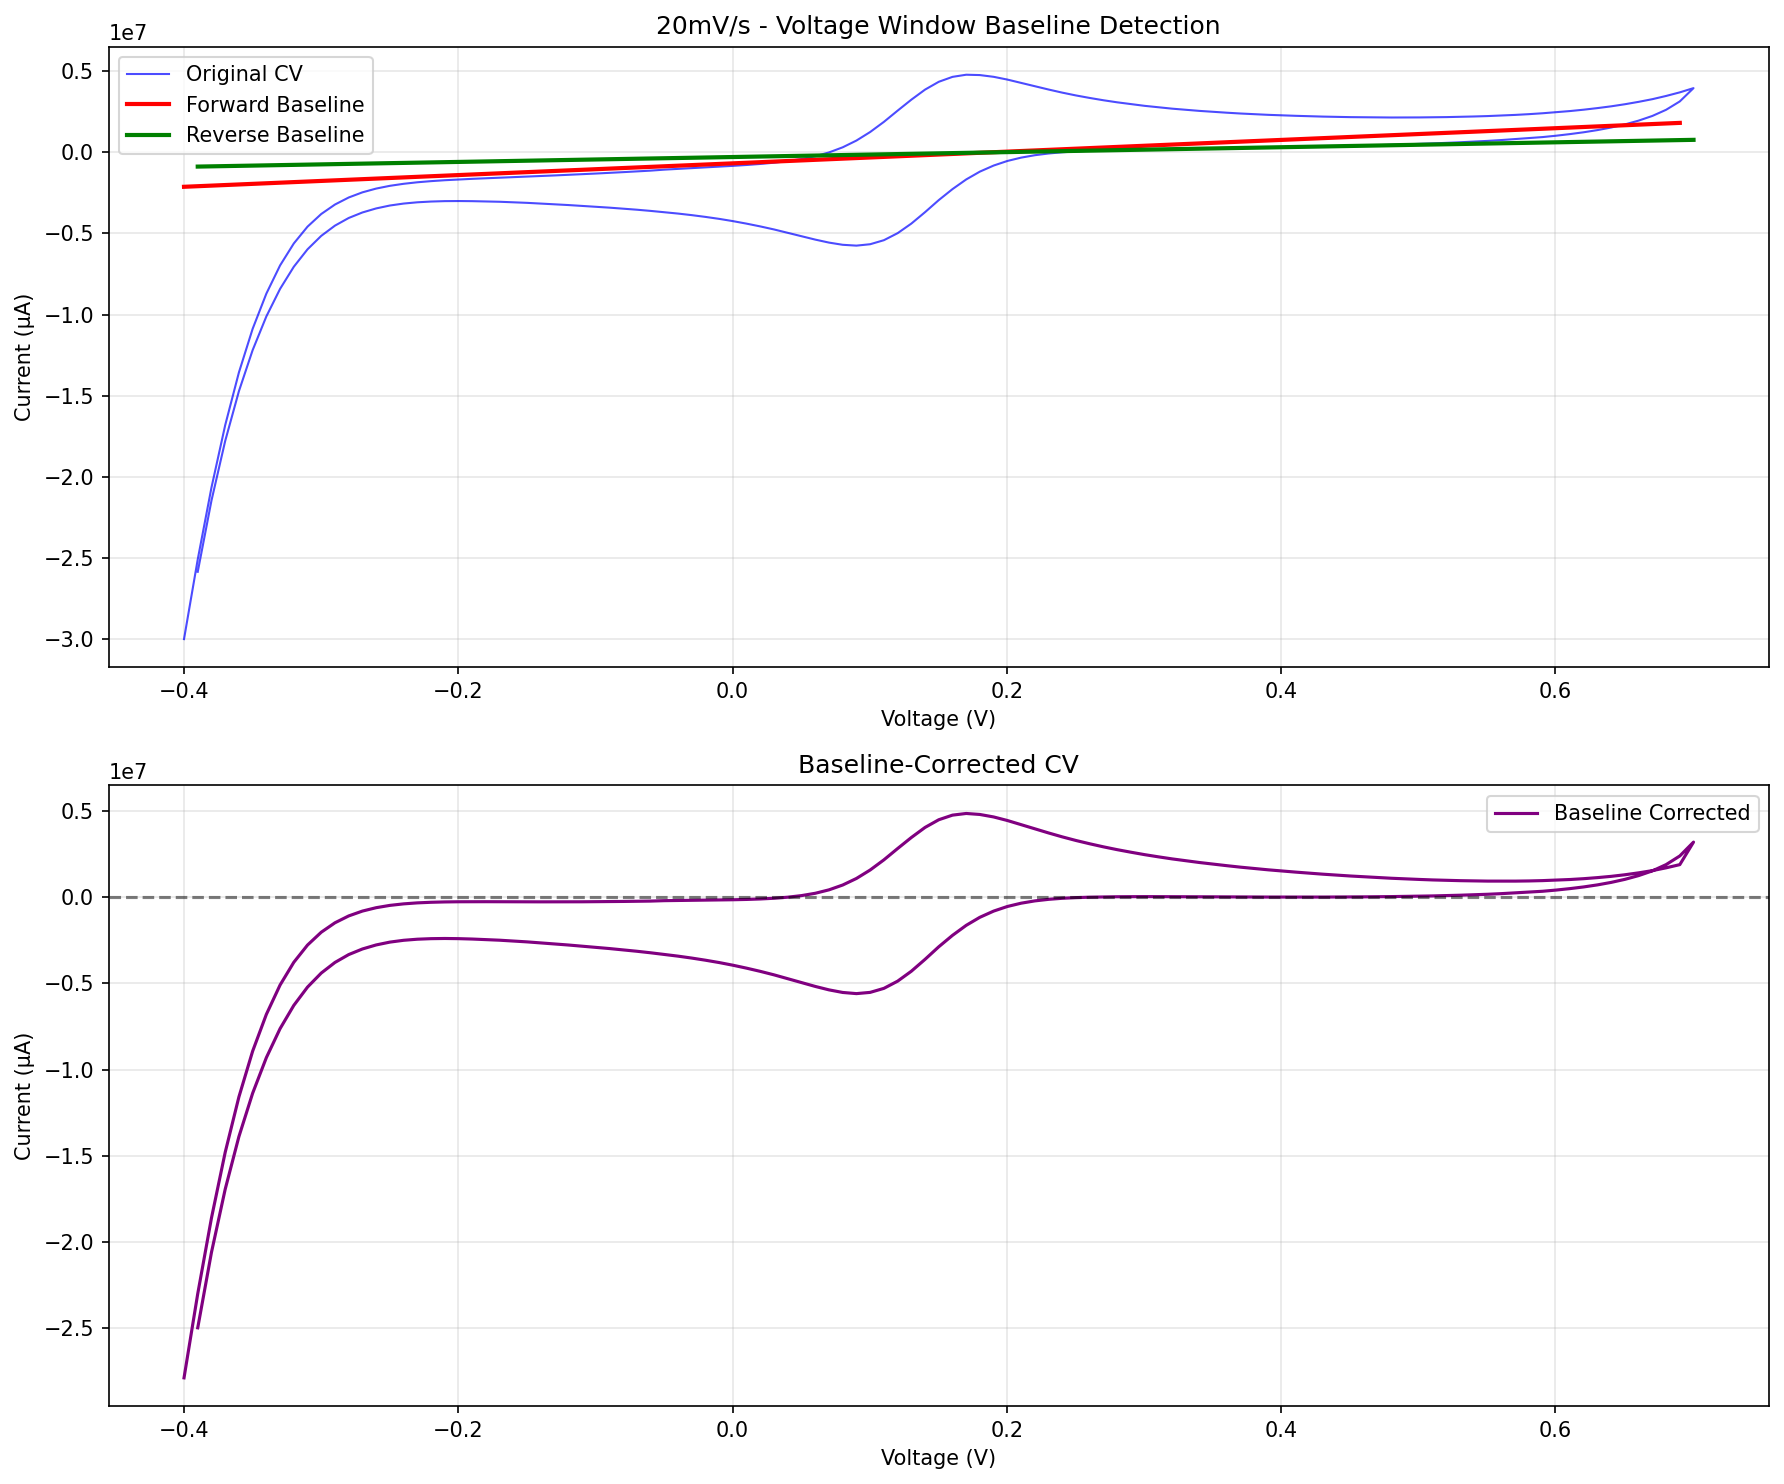 20mV/s - Voltage Window Baseline Detection
1e7
Original CV
Forward Baseline
Reverse Baseline
0.5
0.0
−0.5
−1.0
−1.5
−2.0
−2.5
−3.0
Current (μA)
−0.4 −0.2 0.0 0.2 0.4 0.6
Voltage (V)
Baseline-Corrected CV
1e7
Baseline Corrected
0.5
0.0
−0.5
−1.0
−1.5
−2.0
−2.5
Current (μA)
−0.4 −0.2 0.0 0.2 0.4 0.6
Voltage (V)